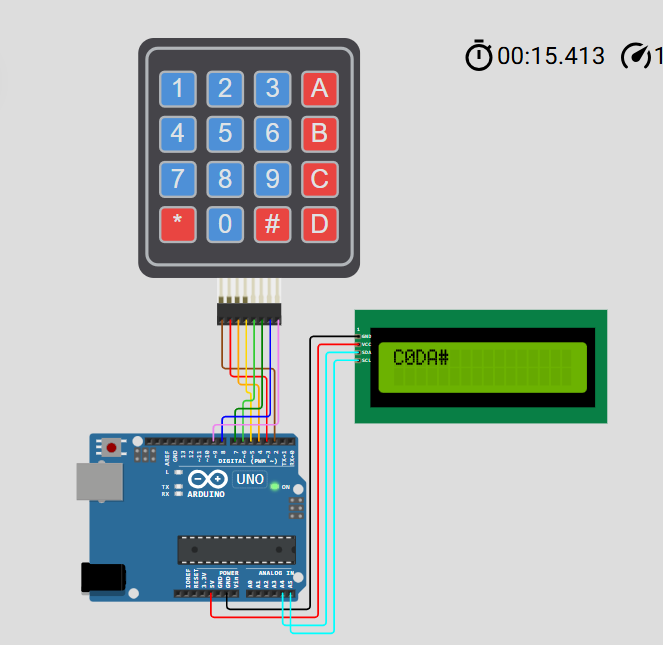 00:15.413 1
1 2 3 A
4 5 6 B
7 8 9 C
* 0 # D
1
GND
VCC
SDA
SCL
C0DA#
AREF
GND
13
12
~11
~10
~9
8
7
~6
~5
4
~3
2
TX→1
RX←0
DIGITAL (PWM ~)
L
TX
RX
UNO
ON
ARDUINO
POWER
ANALOG IN
IOREF
RESET
3.3V
5V
GND
GND
Vin
A0
A1
A2
A3
A4
A5